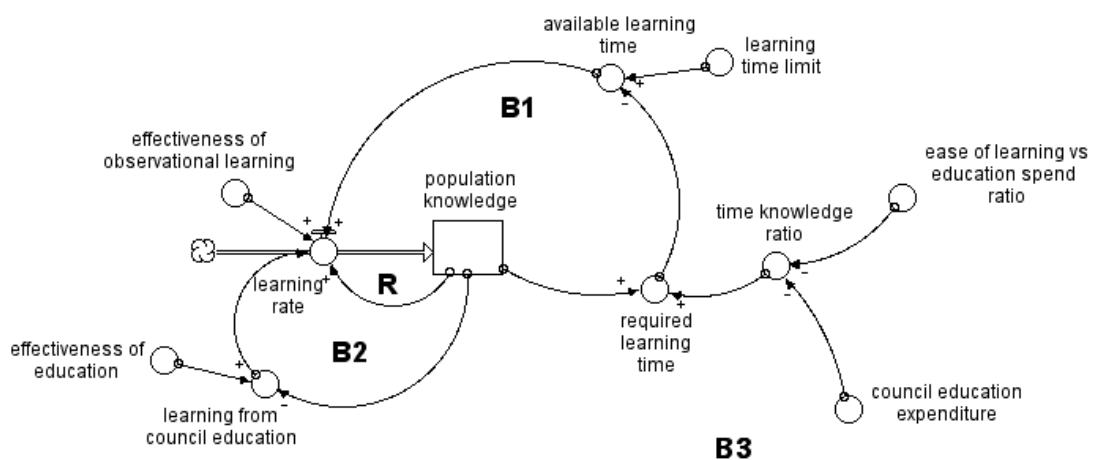 available learning
time
learning
time limit
B1
effectiveness of
observational learning
ease of learning vs
education spend
ratio
population
knowledge
time knowledge
ratio
+
-
+
+
-
+
+
-
-
learning
rate
R
+
required
learning
time
effectiveness of
education
B2
+
-
learning from
council education
council education
expenditure
B3